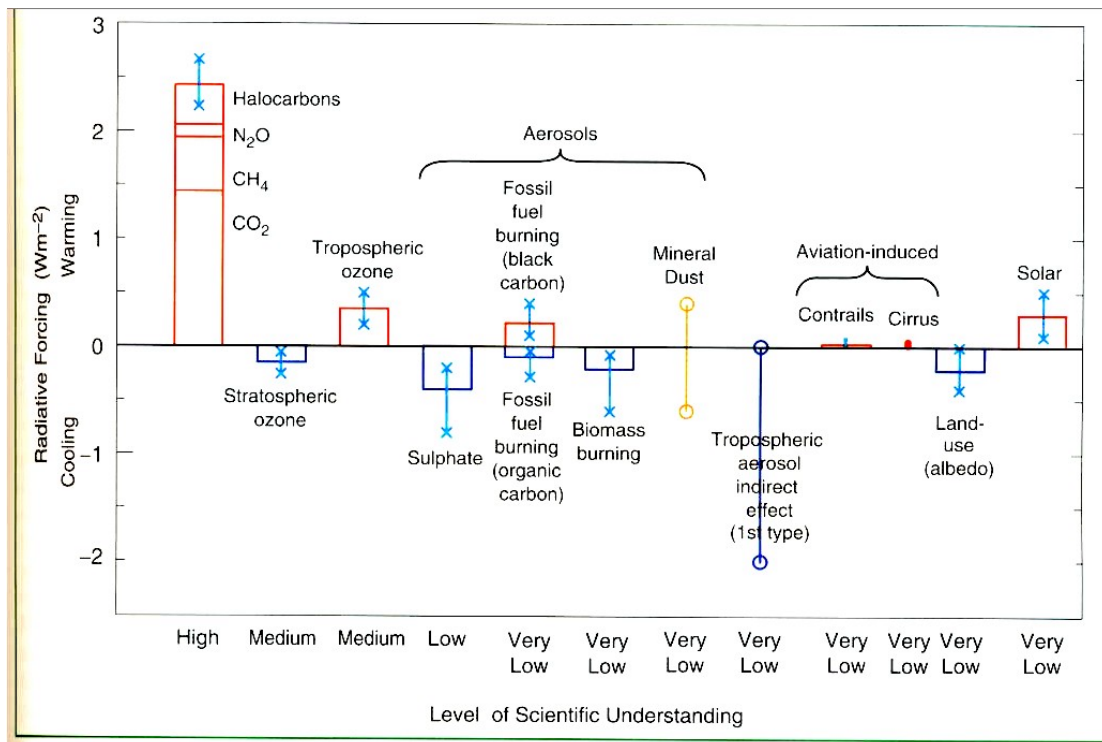 3
2
1
0
−1
−2
Radiative Forcing (Wm−2)
Cooling Warming
Halocarbons
N2O
CH4
CO2
Stratospheric
ozone
Tropospheric
ozone
Aerosols
Sulphate
Fossil
fuel
burning
(black
carbon)
Fossil
fuel
burning
(organic
carbon)
Biomass
burning
Mineral
Dust
Tropospheric
aerosol
indirect
effect
(1st type)
Aviation-induced
Contrails
Cirrus
Land-
use
(albedo)
Solar
High
Medium
Medium
Low
Very
Low
Very
Low
Very
Low
Very
Low
Very
Low
Very
Low
Very
Low
Very
Low
Level of Scientific Understanding